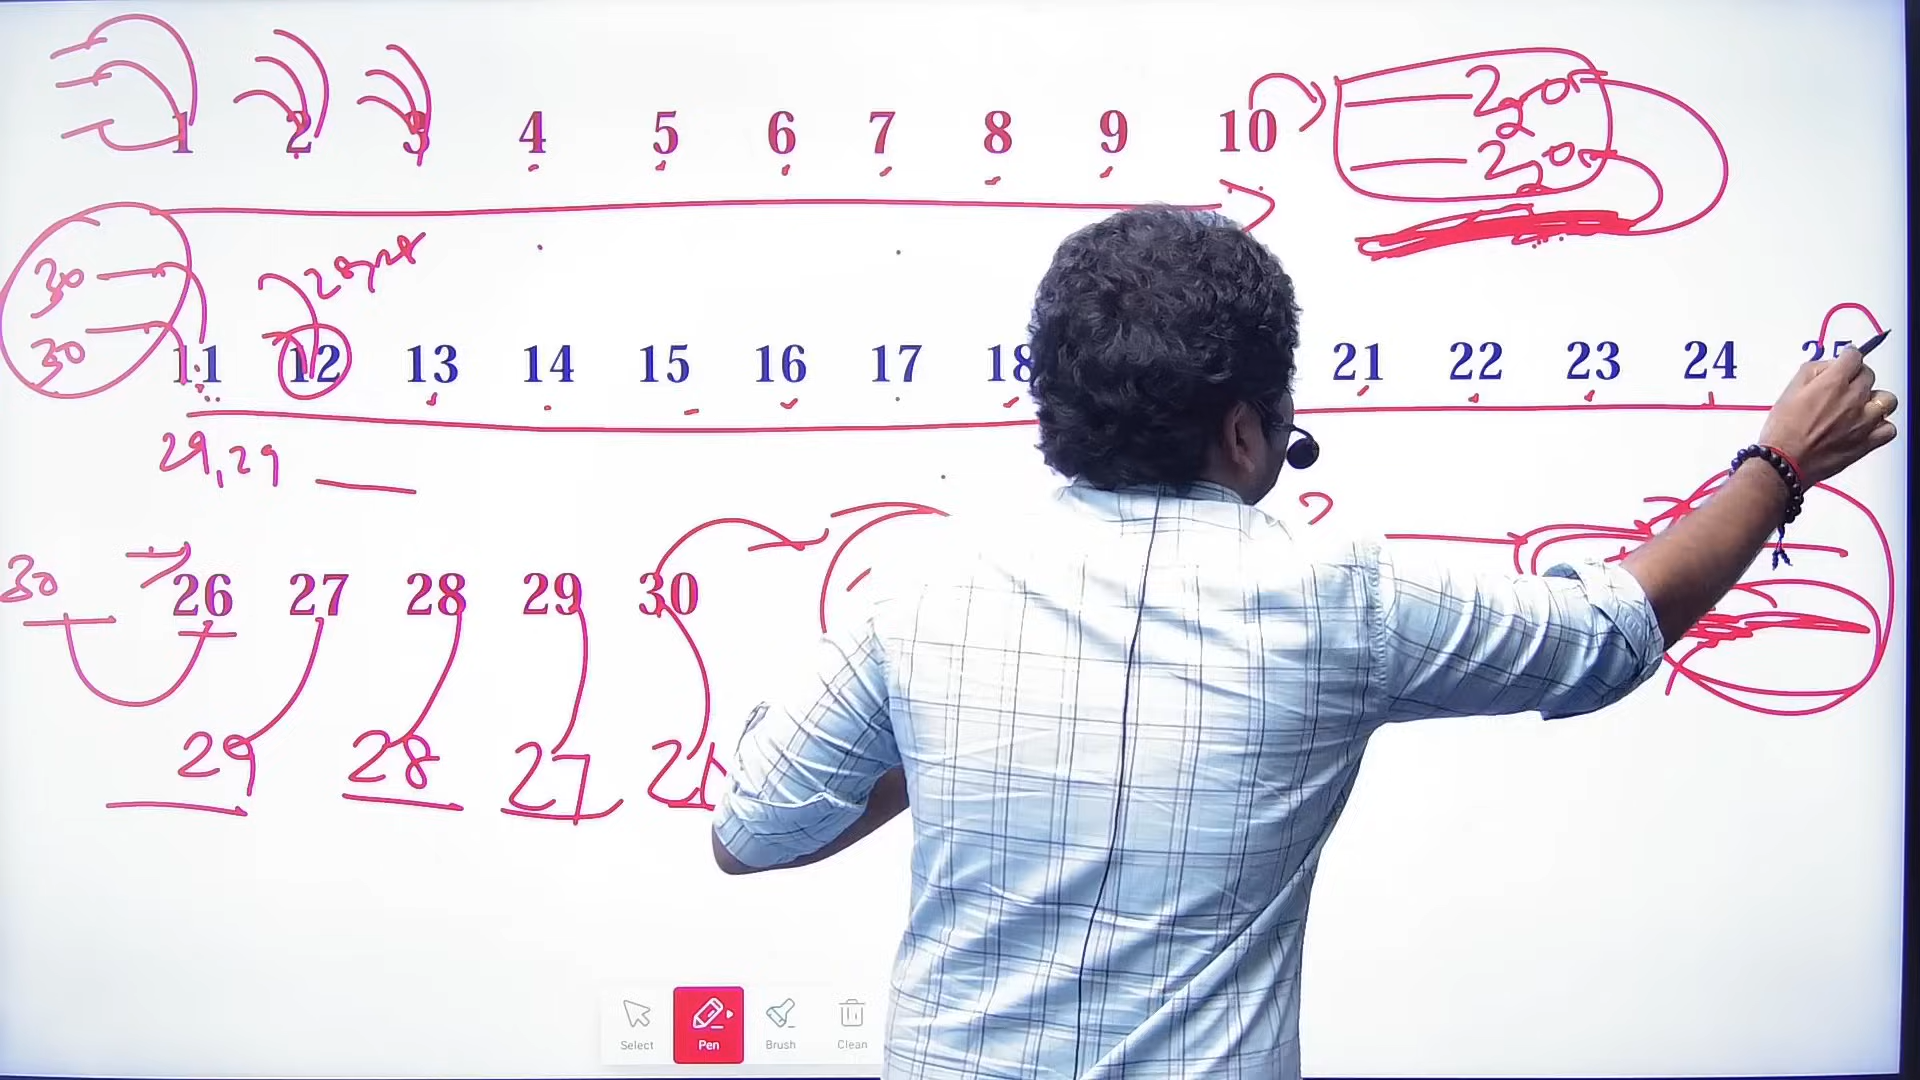 1 2 3 4 5 6 7 8 9 10
30
30
11 12 13 14 15 16 17 18 21 22 23 24 25
29,29
30
26 27 28 29 30
29 28 27
Select Pen Brush Clean